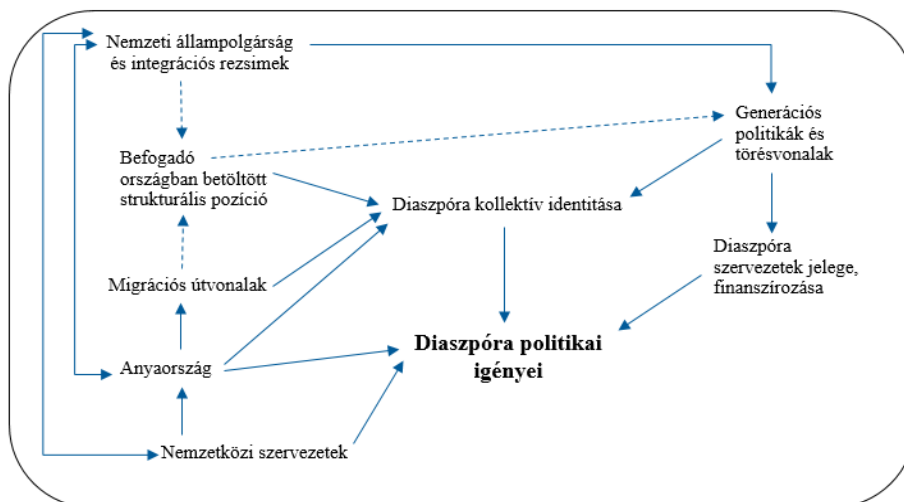 Nemzeti állampolgárság
és integrációs rezsimek
Generációs
politikák és
törésvonalak
Befogadó
országban betöltött
strukturális pozíció
Diaszpóra kollektív identitása
Diaszpóra
szervezetek jelege,
finanszírozása
Migrációs útvonalak
Diaszpóra politikai
igényei
Anyaország
Nemzetközi szervezetek